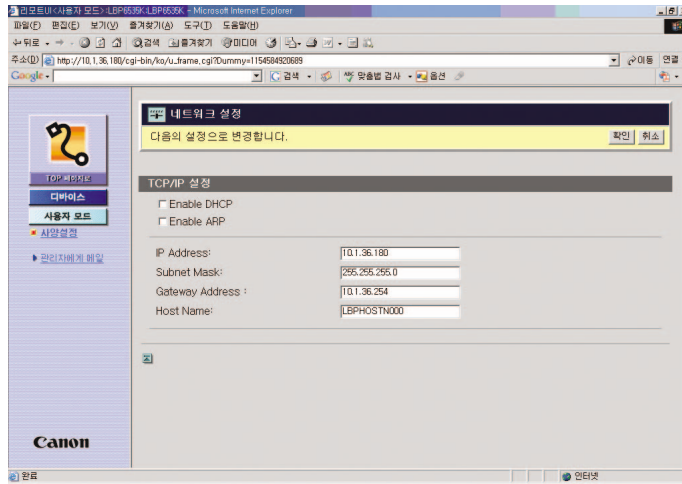 리모트UI<사용자 모드>:LBP6535K:LBP6535K - Microsoft Internet Explorer
파일(F) 편집(E) 보기(V) 즐겨찾기(A) 도구(T) 도움말(H)
뒤로 검색 즐겨찾기 미디어
주소(D) http://10.1.36.180/cgi-bin/ko/u_frame.cgi?Dummy=1154584920689 이동 연결
Google 검색 맞춤법 검사 옵션
네트워크 설정
다음의 설정으로 변경합니다. 확인 취소
TOP 페이지로
디바이스
사용자 모드
사양설정
관리자에게 메일
TCP/IP 설정
Enable DHCP
Enable ARP
IP Address: 10.1.36.180
Subnet Mask: 255.255.255.0
Gateway Address : 10.1.36.254
Host Name: LBPHOSTN000
Canon
완료 인터넷